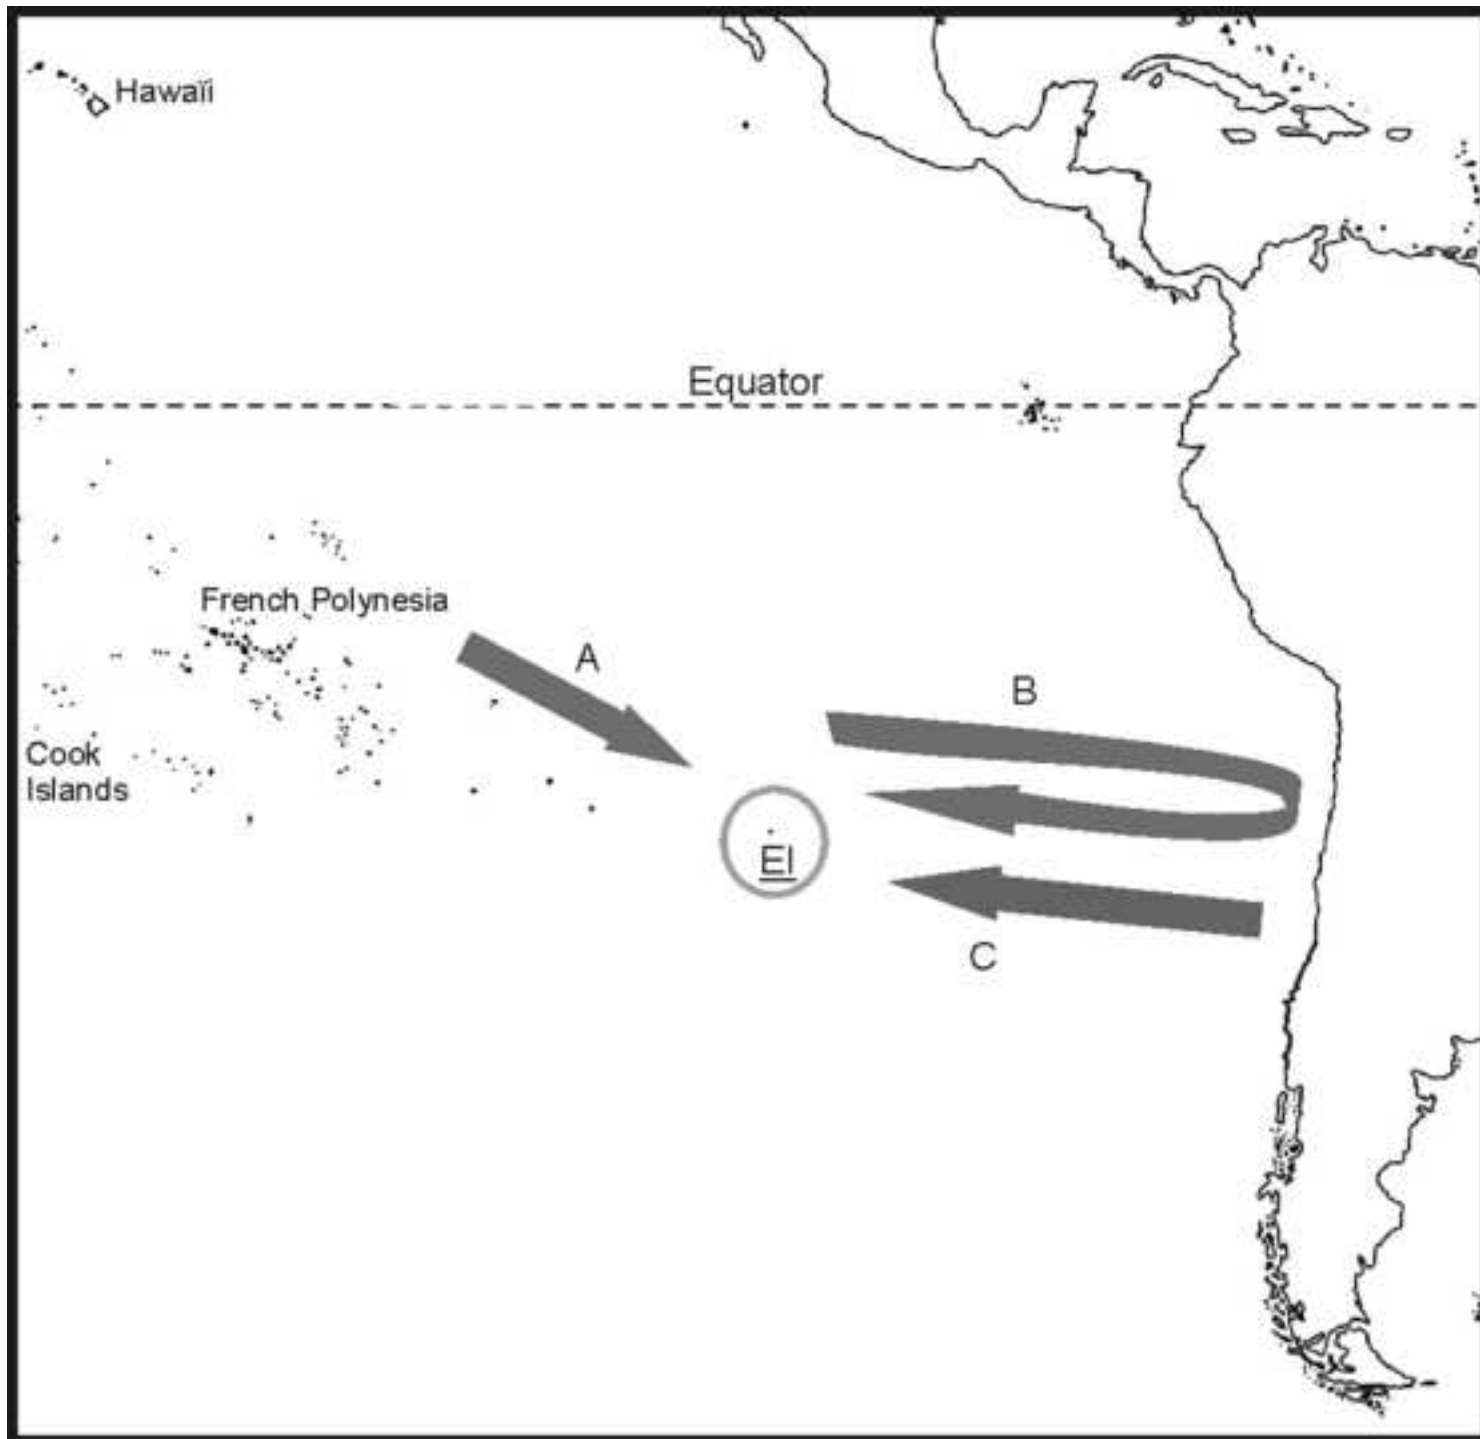 Hawaïi
Equator
French Polynesia
A
B
Cook
Islands
EI
C